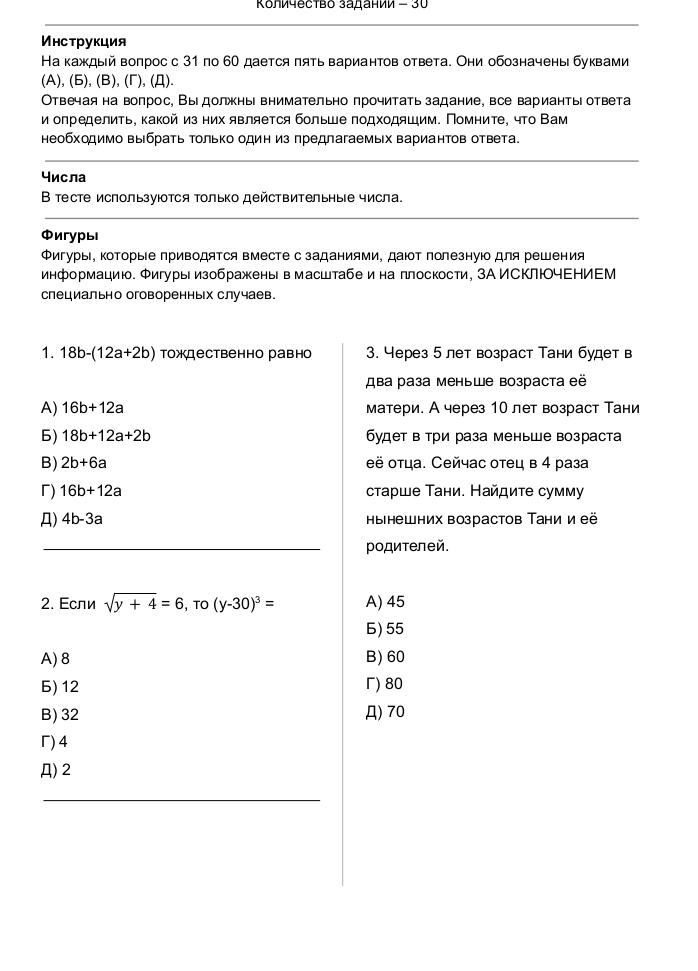 Количество заданий – 30
Инструкция
На каждый вопрос с 31 по 60 дается пять вариантов ответа. Они обозначены буквами
(А), (Б), (В), (Г), (Д).
Отвечая на вопрос, Вы должны внимательно прочитать задание, все варианты ответа
и определить, какой из них является больше подходящим. Помните, что Вам
необходимо выбрать только один из предлагаемых вариантов ответа.
Числа
В тесте используются только действительные числа.
Фигуры
Фигуры, которые приводятся вместе с заданиями, дают полезную для решения
информацию. Фигуры изображены в масштабе и на плоскости, ЗА ИСКЛЮЧЕНИЕМ
специально оговоренных случаев.
1. 18b-(12a+2b) тождественно равно
А) 16b+12a
Б) 18b+12a+2b
В) 2b+6a
Г) 16b+12a
Д) 4b-3a
2. Если √(y + 4) = 6, то (y-30)³ =
А) 8
Б) 12
В) 32
Г) 4
Д) 2
3. Через 5 лет возраст Тани будет в
два раза меньше возраста её
матери. А через 10 лет возраст Тани
будет в три раза меньше возраста
её отца. Сейчас отец в 4 раза
старше Тани. Найдите сумму
нынешних возрастов Тани и её
родителей.
А) 45
Б) 55
В) 60
Г) 80
Д) 70